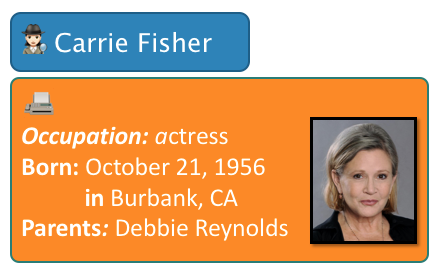 Carrie Fisher
Occupation: actress
Born: October 21, 1956
in Burbank, CA
Parents: Debbie Reynolds